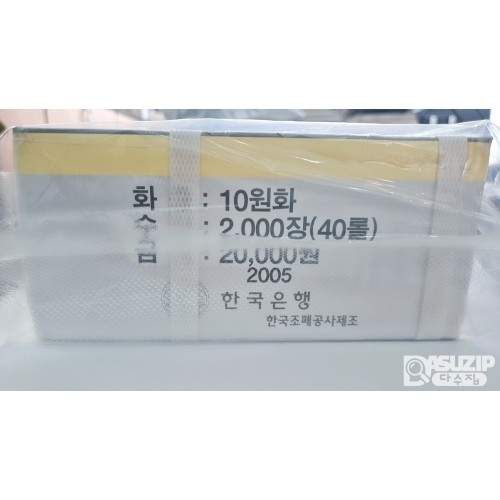 화 : 10원화
수 : 2,000장(40롤)
금 : 20,000원
2005
한국은행
한국조폐공사제조
DASUZIP
다수집